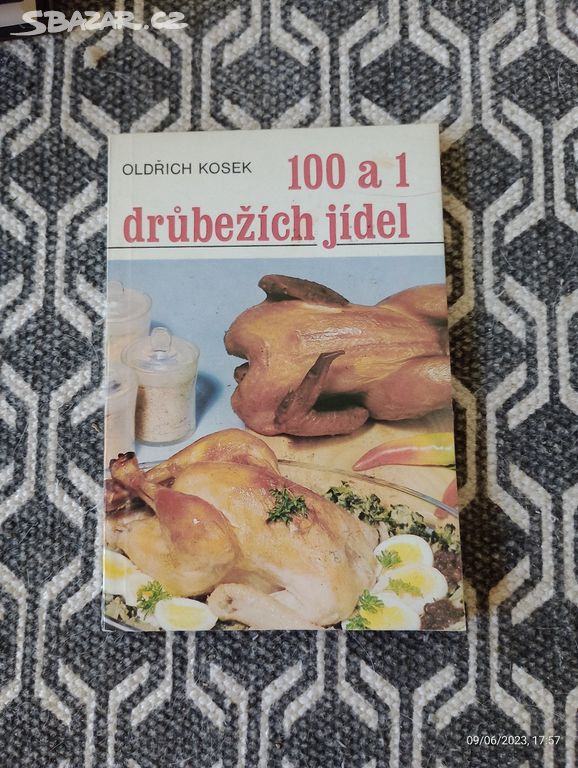 SBAZAR.CZ
OLDŘICH KOSEK
100 a 1
drůbežích jídel
09/06/2023, 17:57